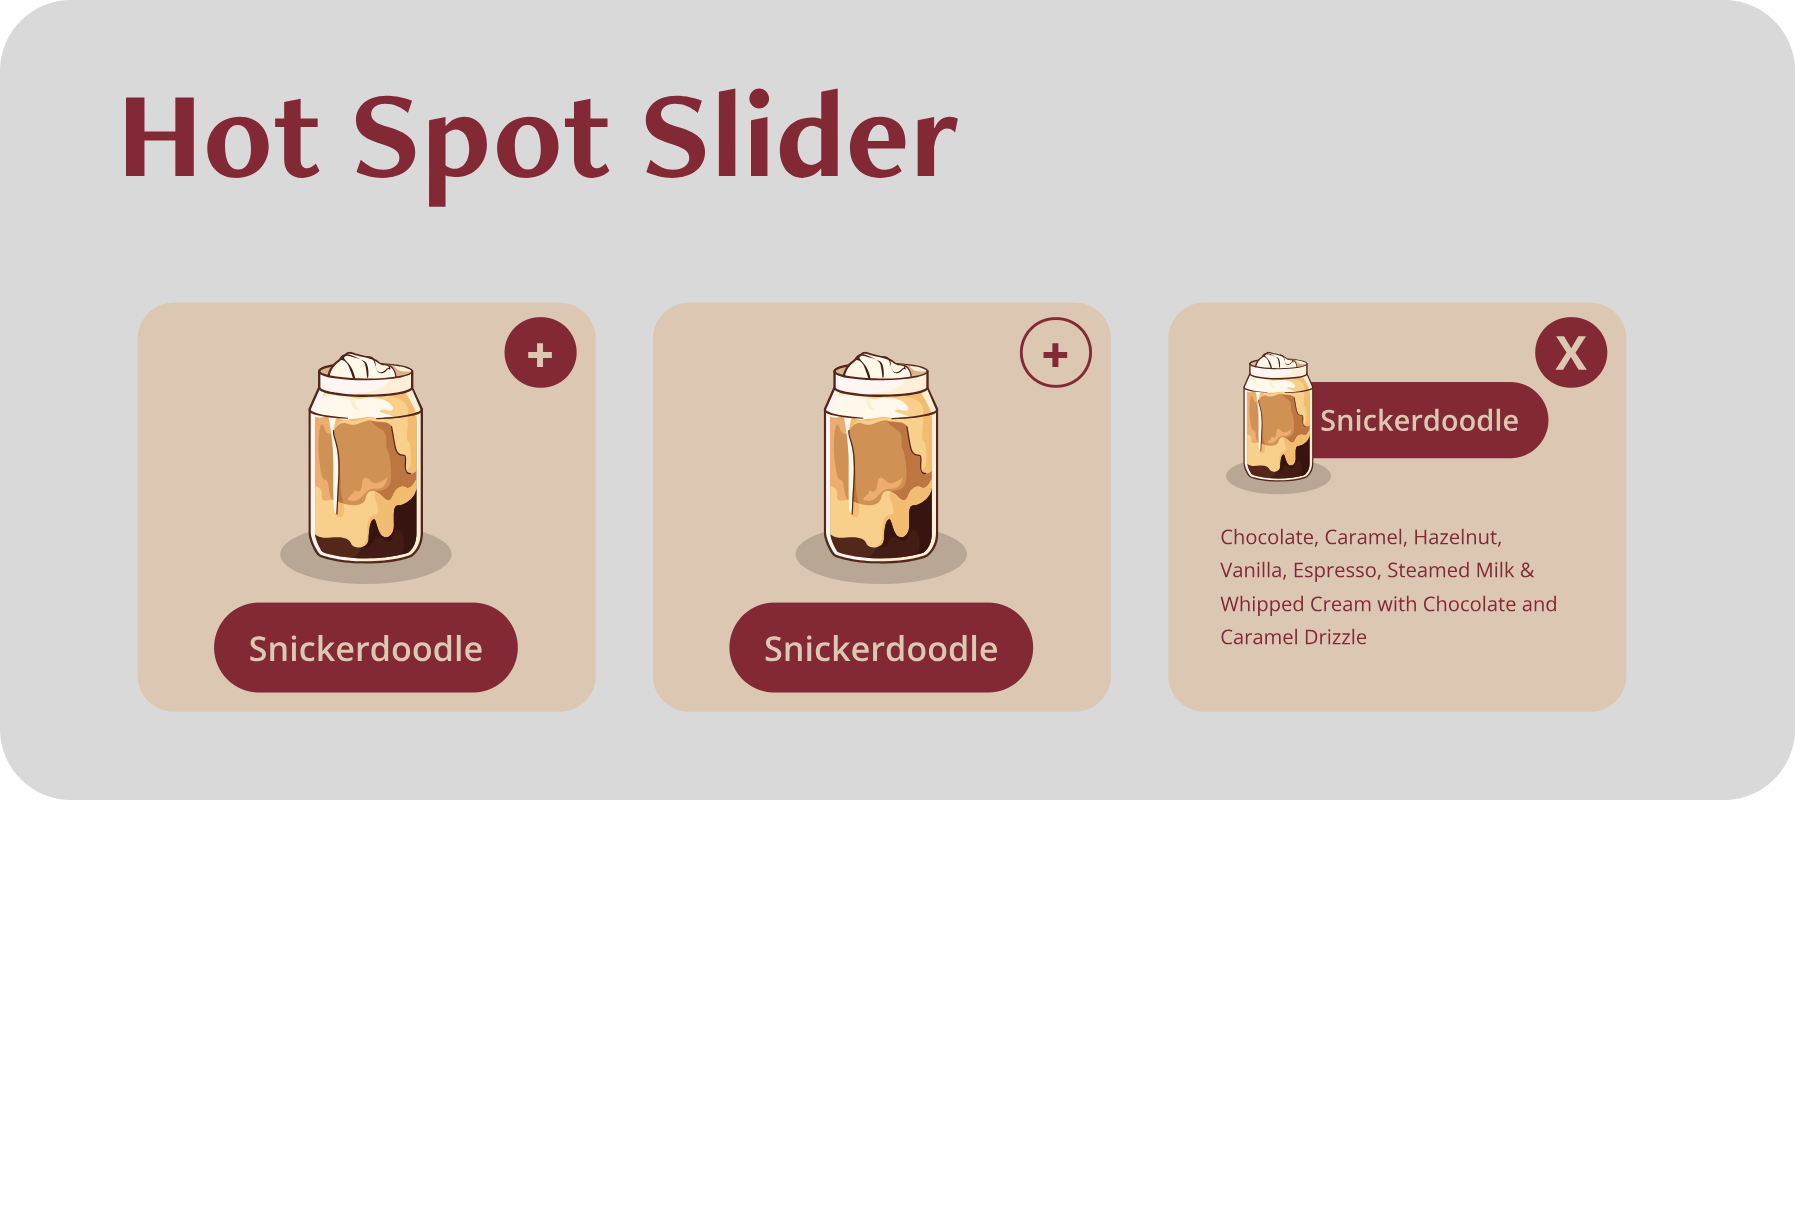 Hot Spot Slider
+
Snickerdoodle
+
Snickerdoodle
X
Snickerdoodle
Chocolate, Caramel, Hazelnut,
Vanilla, Espresso, Steamed Milk &
Whipped Cream with Chocolate and
Caramel Drizzle